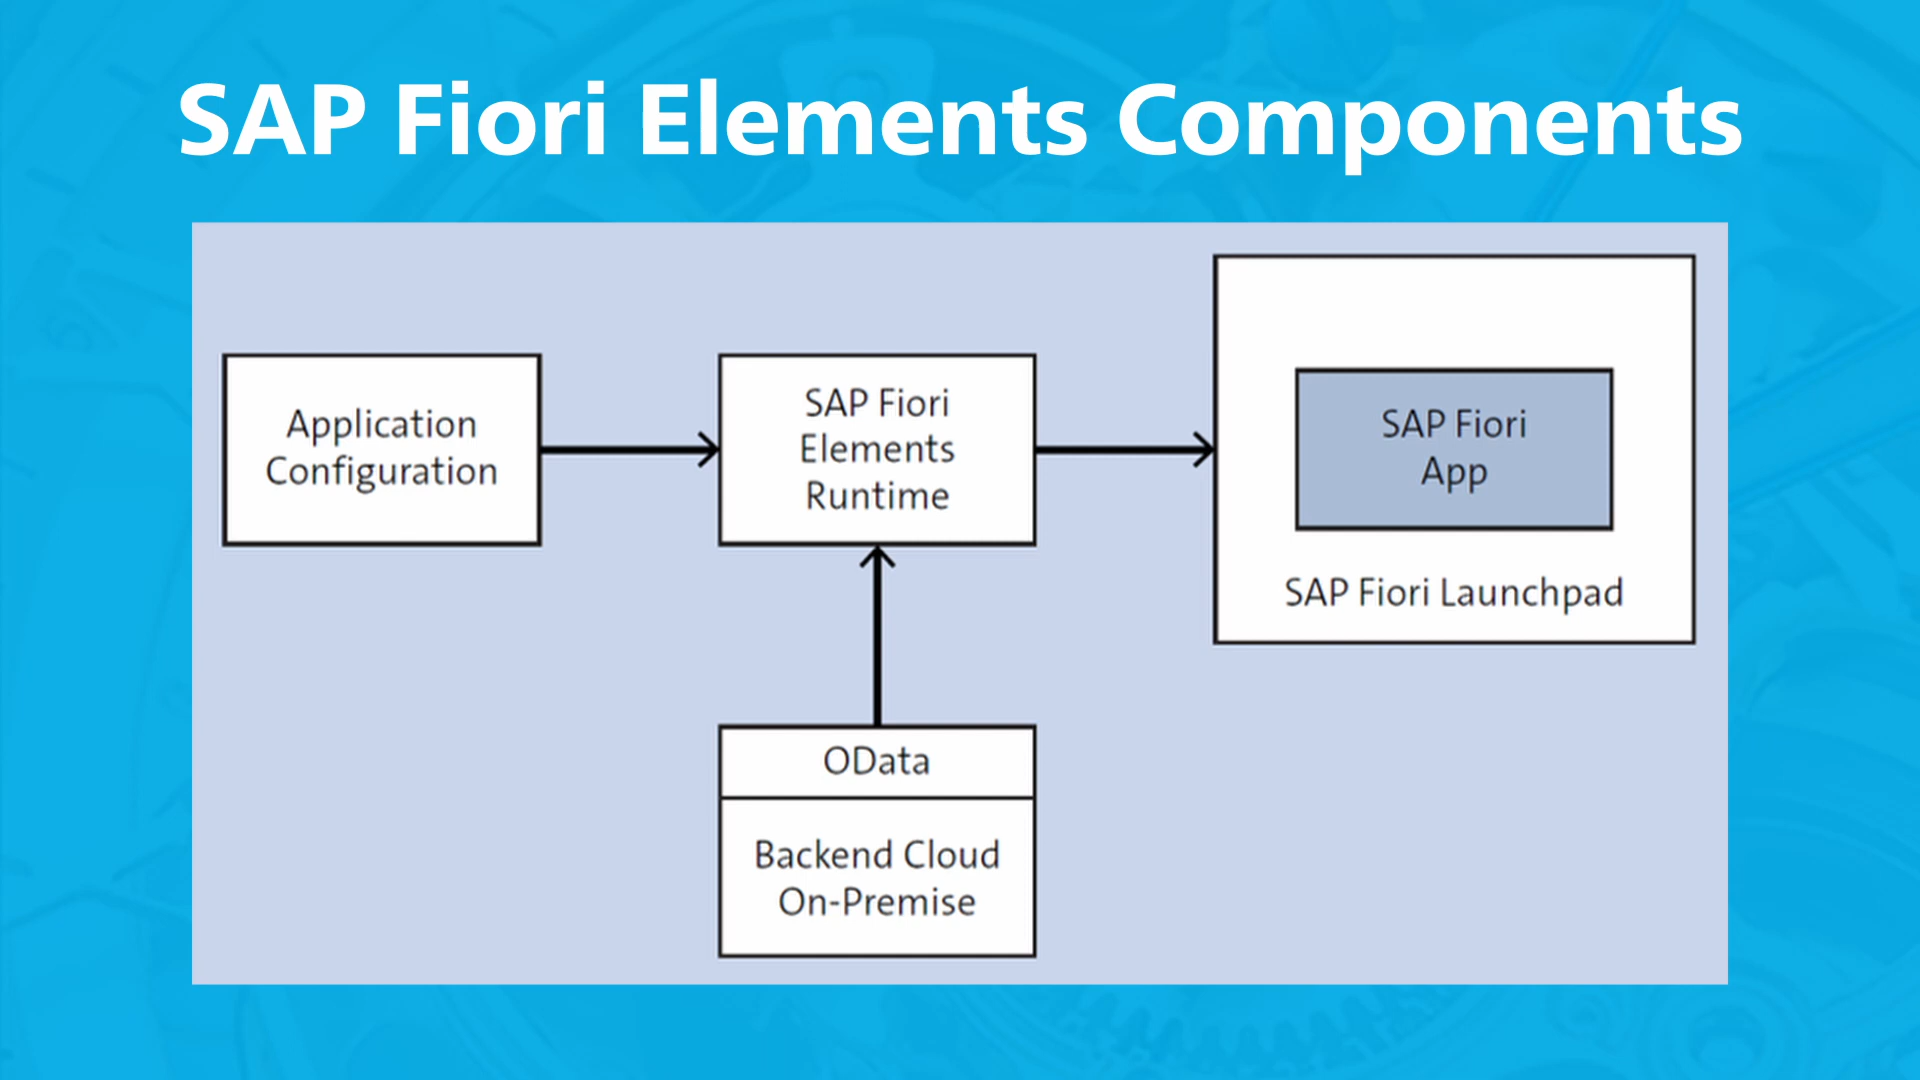 SAP Fiori Elements Components
Application
Configuration
SAP Fiori
Elements
Runtime
SAP Fiori
App
SAP Fiori Launchpad
OData
Backend Cloud
On-Premise